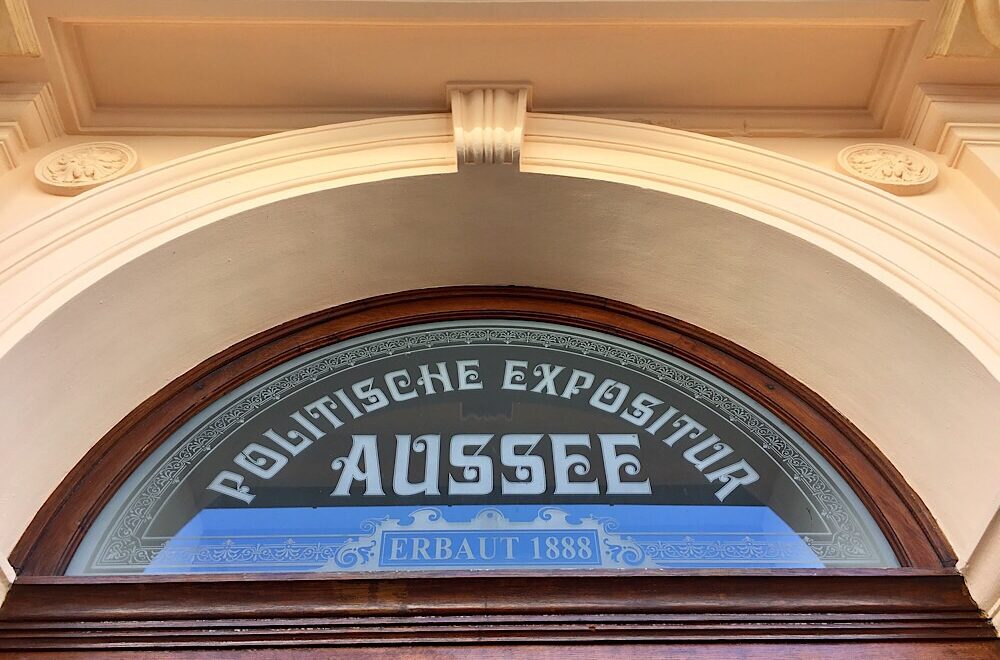 POLITISCHE EXPOSITUR
AUSSEE
ERBAUT 1888